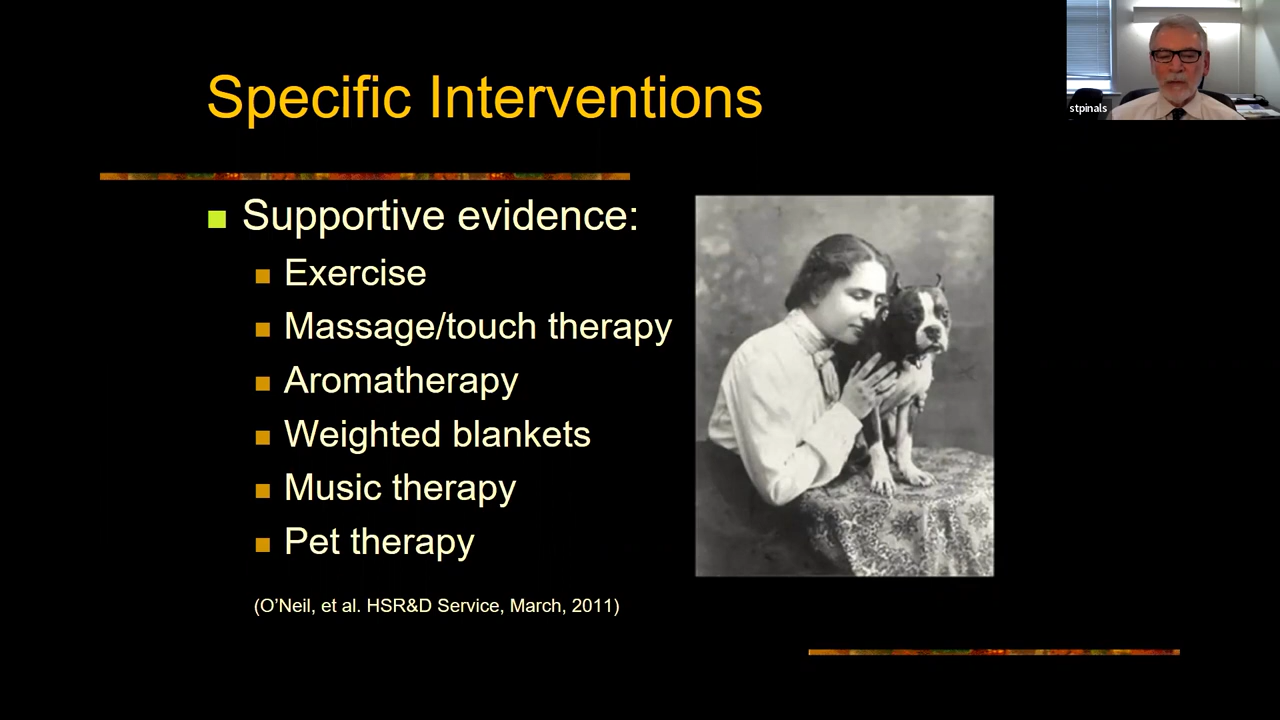 Specific Interventions
stpinals
Supportive evidence:
Exercise
Massage/touch therapy
Aromatherapy
Weighted blankets
Music therapy
Pet therapy
(O’Neil, et al. HSR&D Service, March, 2011)